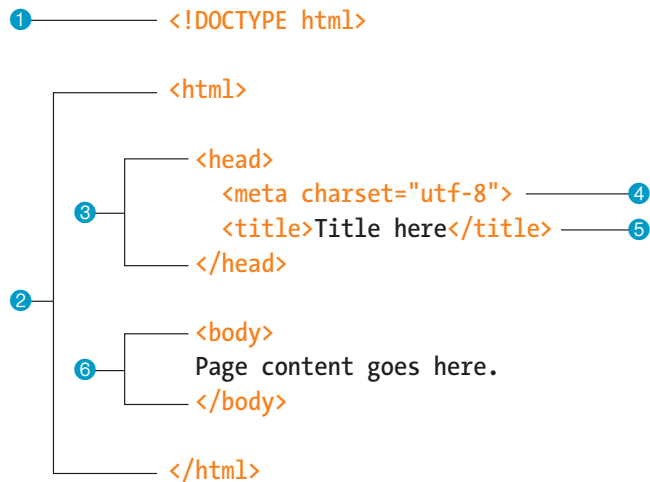 1 <!DOCTYPE html>
<html>
<head>
3 <meta charset="utf-8"> 4
<title>Title here</title> 5
</head>
2
<body>
6 Page content goes here.
</body>
</html>